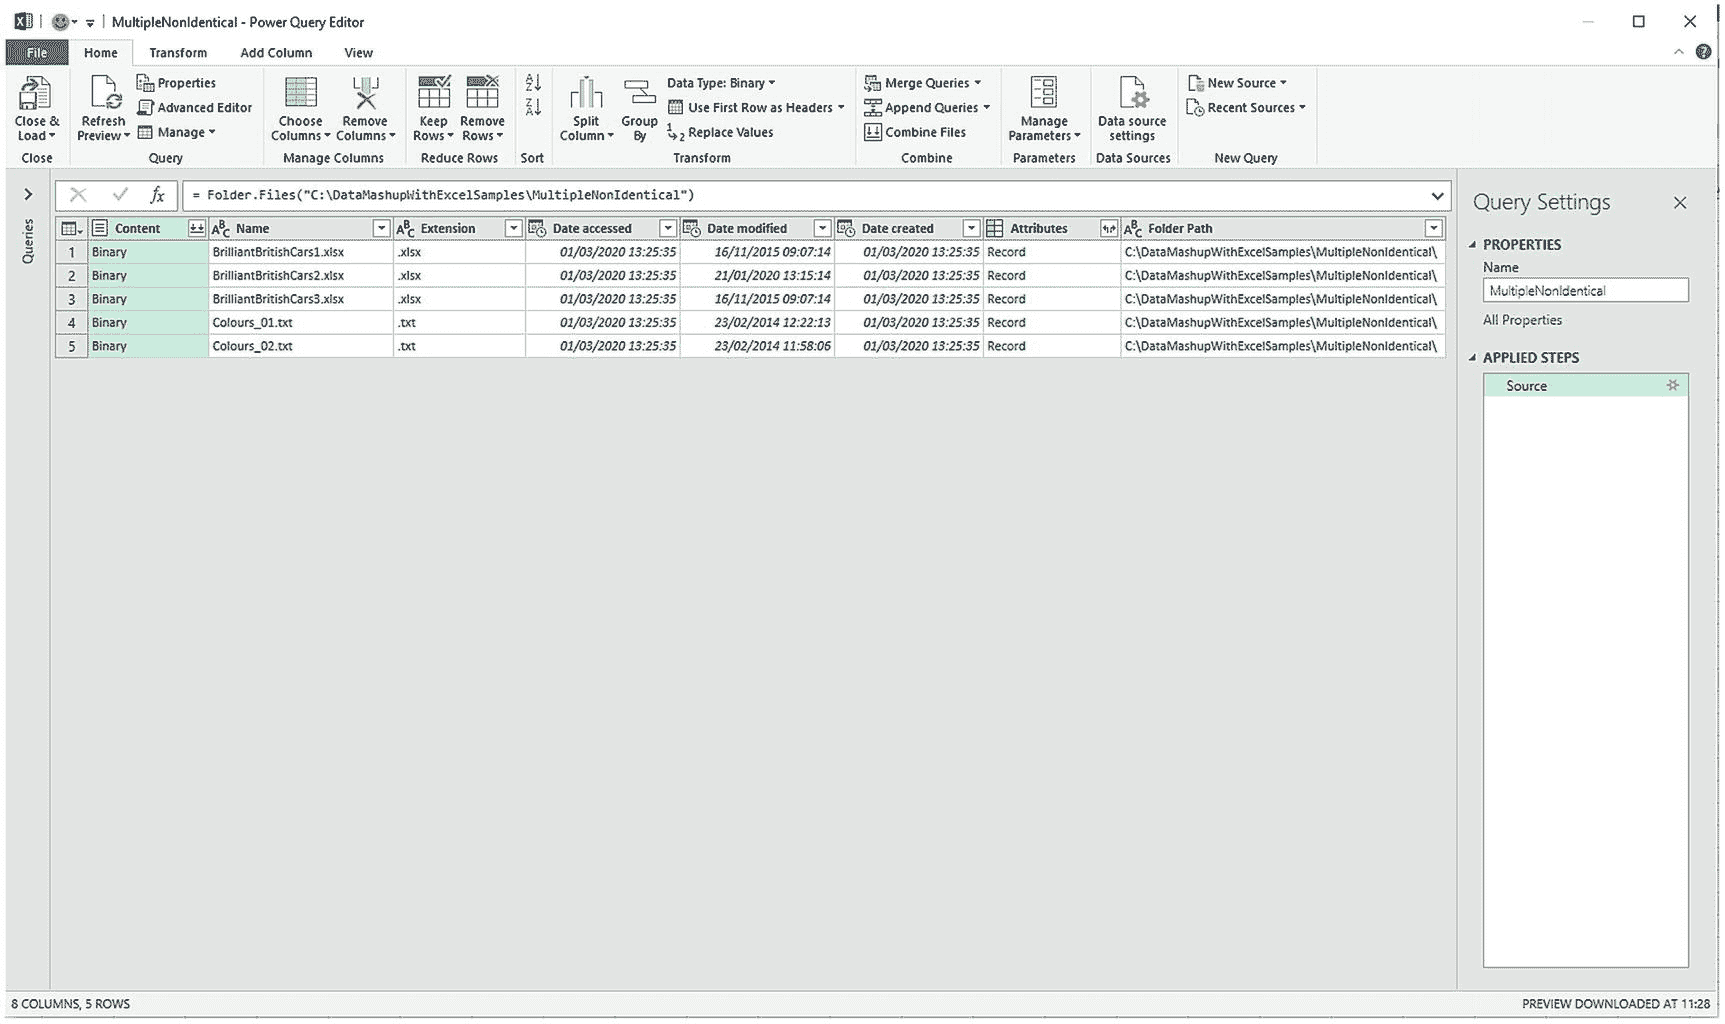 MultipleNonIdentical - Power Query Editor
File Home Transform Add Column View
Close & Load
Close
Refresh Preview
Properties
Advanced Editor
Manage
Query
Choose Columns
Remove Columns
Manage Columns
Keep Rows
Remove Rows
Reduce Rows
Sort
Split Column
Group By
Data Type: Binary
Use First Row as Headers
Replace Values
Transform
Merge Queries
Append Queries
Combine Files
Combine
Manage Parameters
Parameters
Data source settings
Data Sources
New Source
Recent Sources
New Query
Queries
fx = Folder.Files("C:\DataMashupWithExcelSamples\MultipleNonIdentical")
Content Name Extension Date accessed Date modified Date created Attributes Folder Path
1 Binary BrilliantBritishCars1.xlsx .xlsx 01/03/2020 13:25:35 16/11/2015 09:07:14 01/03/2020 13:25:35 Record C:\DataMashupWithExcelSamples\MultipleNonIdentical\
2 Binary BrilliantBritishCars2.xlsx .xlsx 01/03/2020 13:25:35 21/01/2020 13:15:14 01/03/2020 13:25:35 Record C:\DataMashupWithExcelSamples\MultipleNonIdentical\
3 Binary BrilliantBritishCars3.xlsx .xlsx 01/03/2020 13:25:35 16/11/2015 09:07:14 01/03/2020 13:25:35 Record C:\DataMashupWithExcelSamples\MultipleNonIdentical\
4 Binary Colours_01.txt .txt 01/03/2020 13:25:35 23/02/2014 12:22:13 01/03/2020 13:25:35 Record C:\DataMashupWithExcelSamples\MultipleNonIdentical\
5 Binary Colours_02.txt .txt 01/03/2020 13:25:35 23/02/2014 11:58:06 01/03/2020 13:25:35 Record C:\DataMashupWithExcelSamples\MultipleNonIdentical\
Query Settings
PROPERTIES
Name
MultipleNonIdentical
All Properties
APPLIED STEPS
Source
8 COLUMNS, 5 ROWS
PREVIEW DOWNLOADED AT 11:28